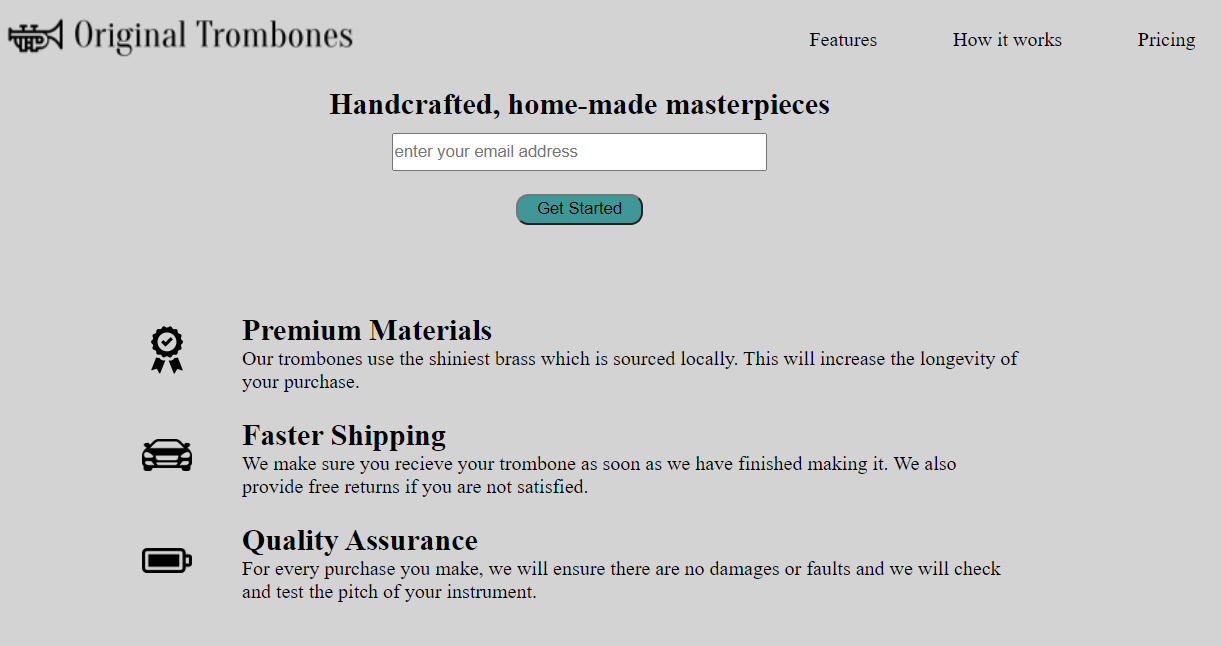 Original Trombones
Features
How it works
Pricing
Handcrafted, home-made masterpieces
enter your email address
Get Started
Premium Materials
Our trombones use the shiniest brass which is sourced locally. This will increase the longevity of
your purchase.
Faster Shipping
We make sure you recieve your trombone as soon as we have finished making it. We also
provide free returns if you are not satisfied.
Quality Assurance
For every purchase you make, we will ensure there are no damages or faults and we will check
and test the pitch of your instrument.